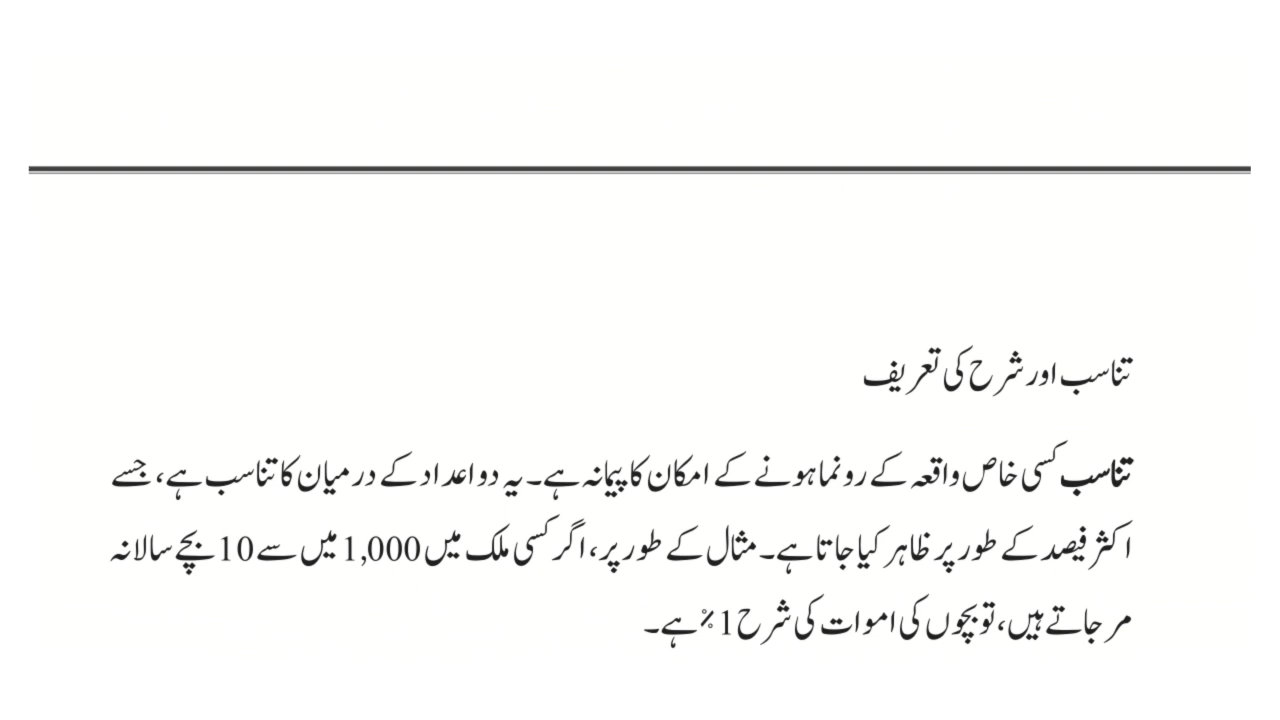 تناسب اور شرح کی تعریف
تناسب کسی خاص واقعہ کے رونما ہونے کے امکان کا پیمانہ ہے۔ یہ دو اعداد کے درمیان کا تناسب ہے، جسے
اکثر فیصد کے طور پر ظاہر کیا جاتا ہے۔ مثال کے طور پر، اگر کسی ملک میں 1,000 میں سے 10 بچے سالانہ
مر جاتے ہیں، تو بچوں کی اموات کی شرح 1٪ ہے۔